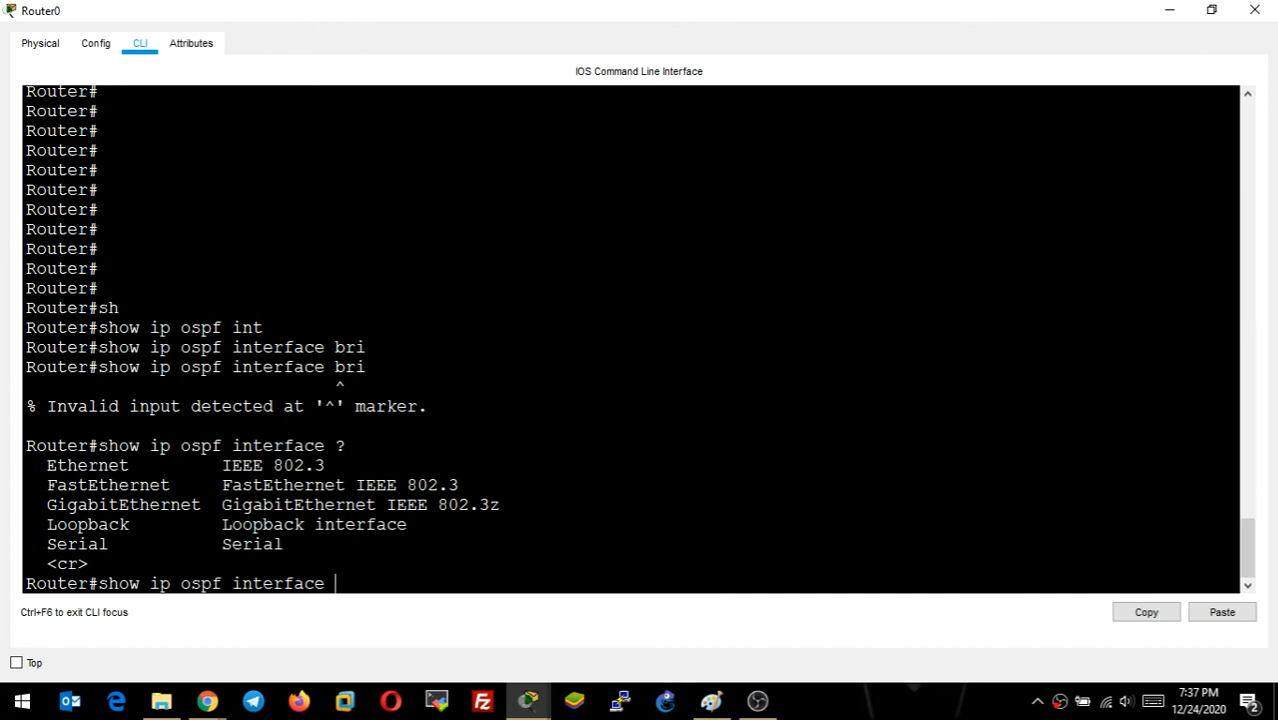 Router0
Physical Config CLI Attributes
IOS Command Line Interface
Router#
Router#
Router#
Router#
Router#
Router#
Router#
Router#
Router#
Router#
Router#
Router#sh
Router#show ip ospf int
Router#show ip ospf interface bri
Router#show ip ospf interface bri
^
% Invalid input detected at '^' marker.
Router#show ip ospf interface ?
Ethernet IEEE 802.3
FastEthernet FastEthernet IEEE 802.3
GigabitEthernet GigabitEthernet IEEE 802.3z
Loopback Loopback interface
Serial Serial
<cr>
Router#show ip ospf interface
Ctrl+F6 to exit CLI focus
Copy Paste
Top
7:37 PM
12/24/2020
2